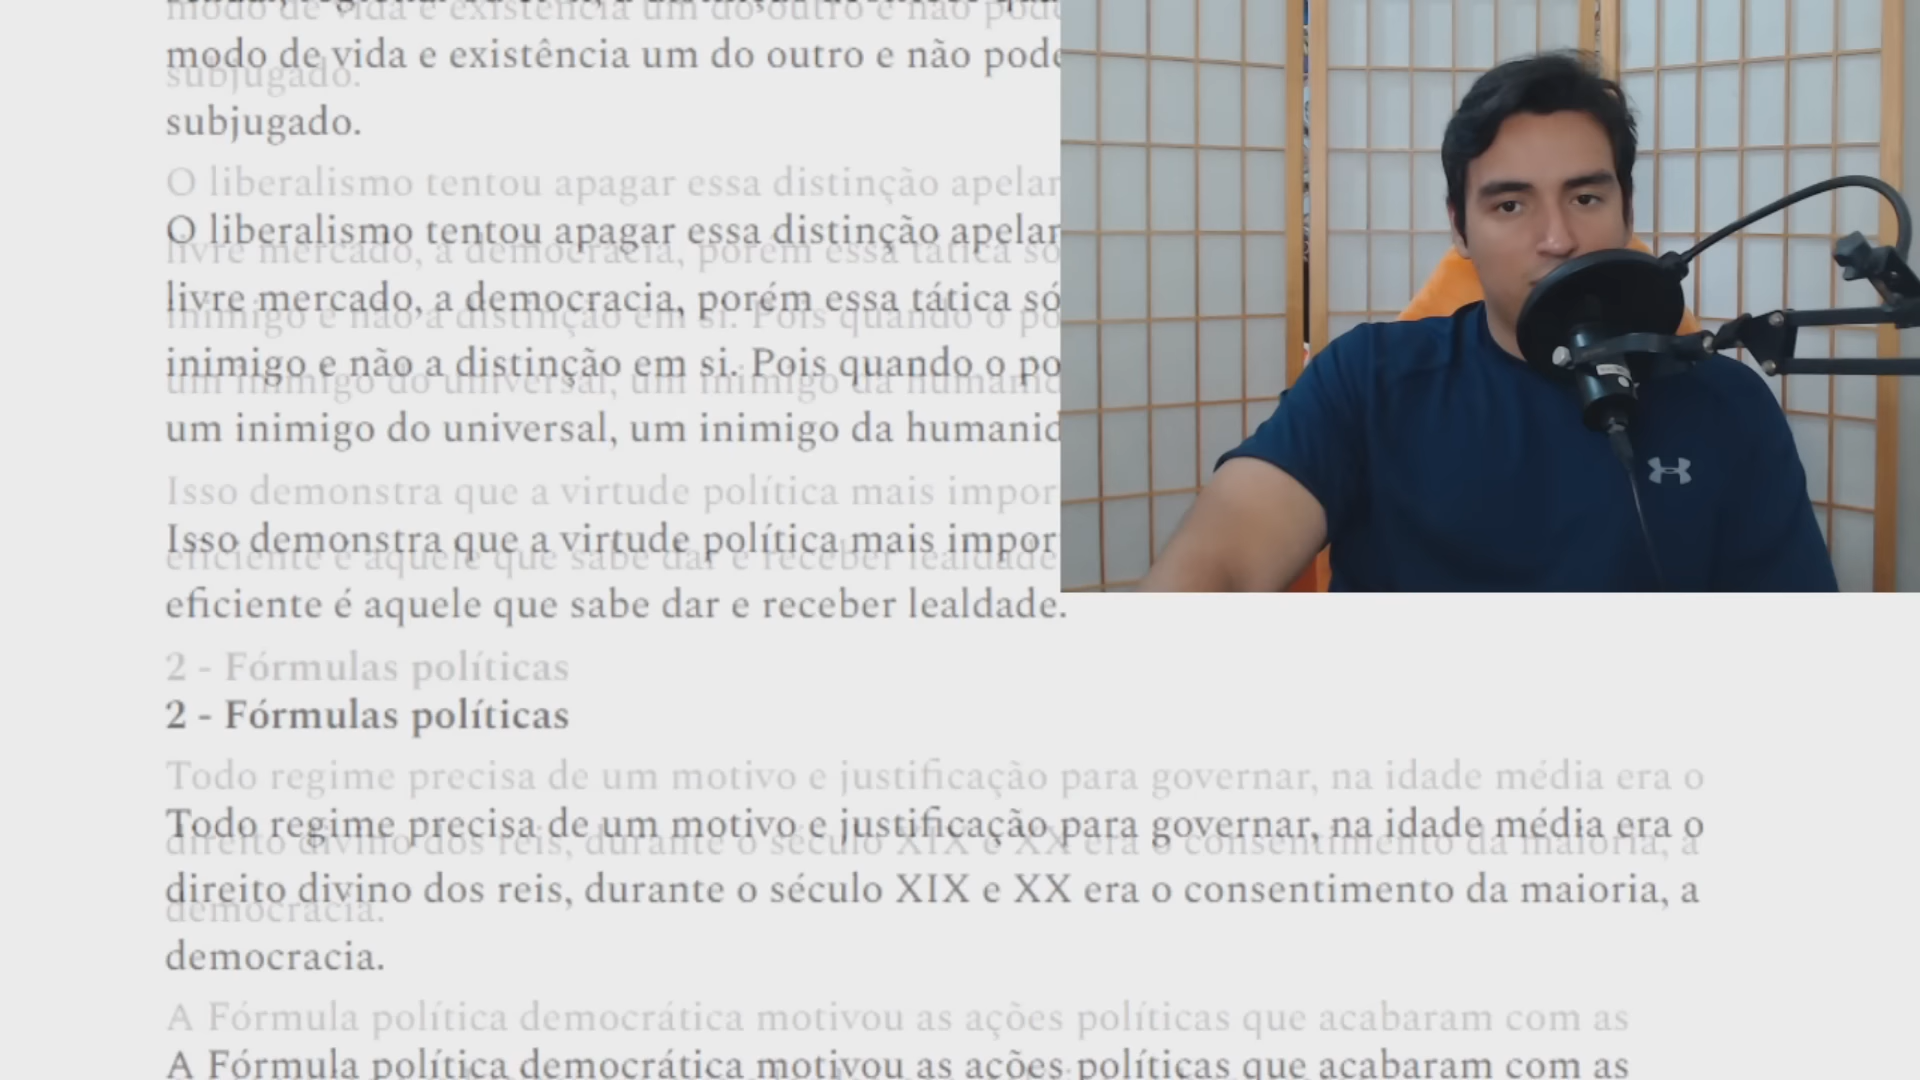 modo de vida e existência um do outro e não pode
subjugado.
O liberalismo tentou apagar essa distinção apelar
livre mercado, a democracia, porém essa tática só
inimigo e não a distinção em si. Pois quando o po
um inimigo do universal, um inimigo da humanid
Isso demonstra que a virtude política mais impor
eficiente é aquele que sabe dar e receber lealdade.
2 - Fórmulas políticas
Todo regime precisa de um motivo e justificação para governar, na idade média era o
direito divino dos reis, durante o século XIX e XX era o consentimento da maioria, a
democracia.
A Fórmula política democrática motivou as ações políticas que acabaram com as